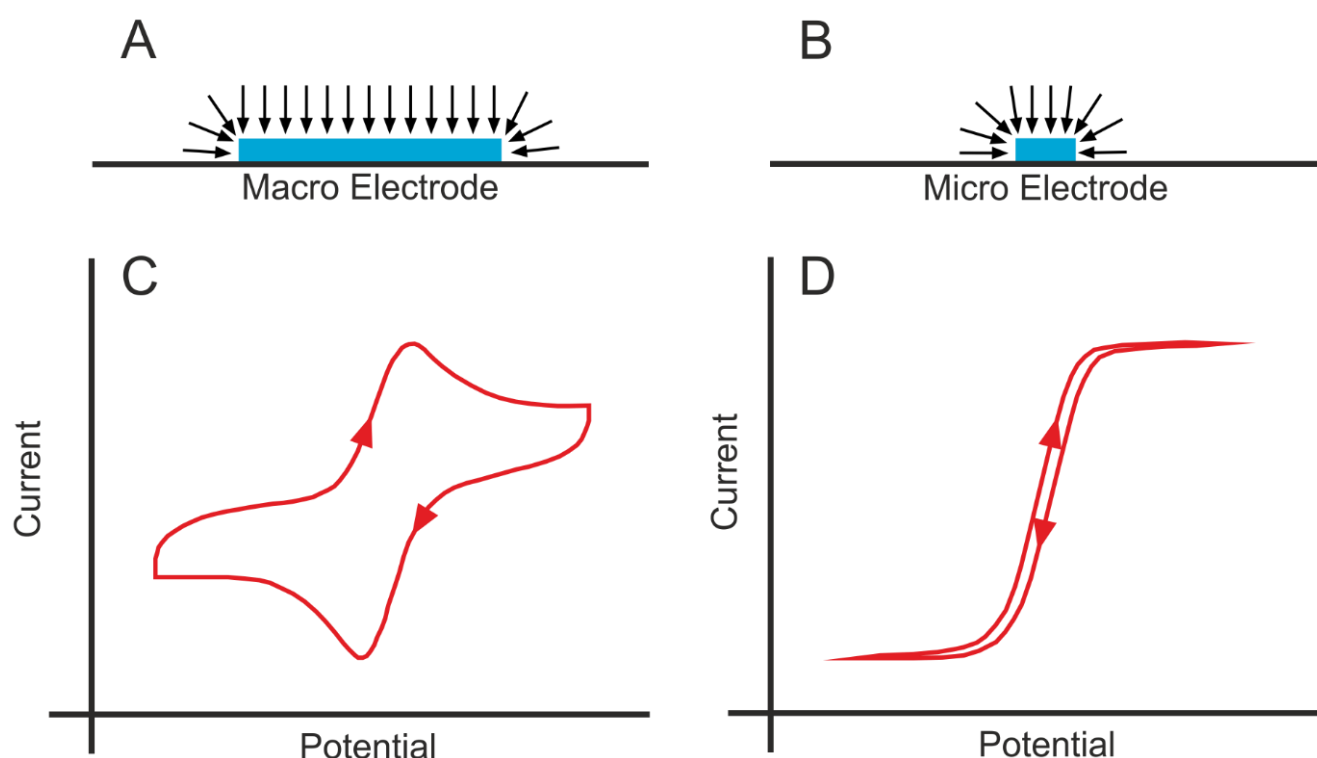 A
B
Macro Electrode
Micro Electrode
C
D
Current
Current
Potential
Potential